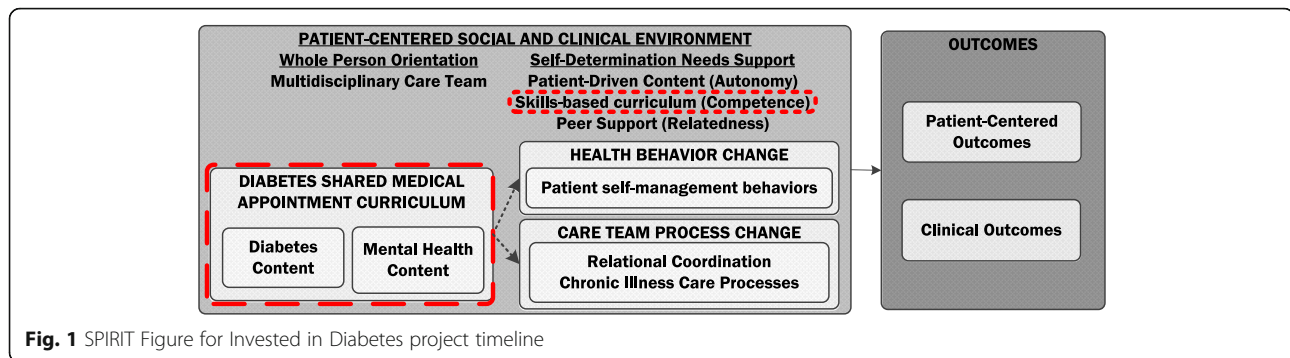 PATIENT-CENTERED SOCIAL AND CLINICAL ENVIRONMENT
Whole Person Orientation
Multidisciplinary Care Team
Self-Determination Needs Support
Patient-Driven Content (Autonomy)
Skills-based curriculum (Competence)
Peer Support (Relatedness)
DIABETES SHARED MEDICAL
APPOINTMENT CURRICULUM
Diabetes
Content
Mental Health
Content
HEALTH BEHAVIOR CHANGE
Patient self-management behaviors
CARE TEAM PROCESS CHANGE
Relational Coordination
Chronic Illness Care Processes
OUTCOMES
Patient-Centered
Outcomes
Clinical Outcomes
Fig. 1 SPIRIT Figure for Invested in Diabetes project timeline